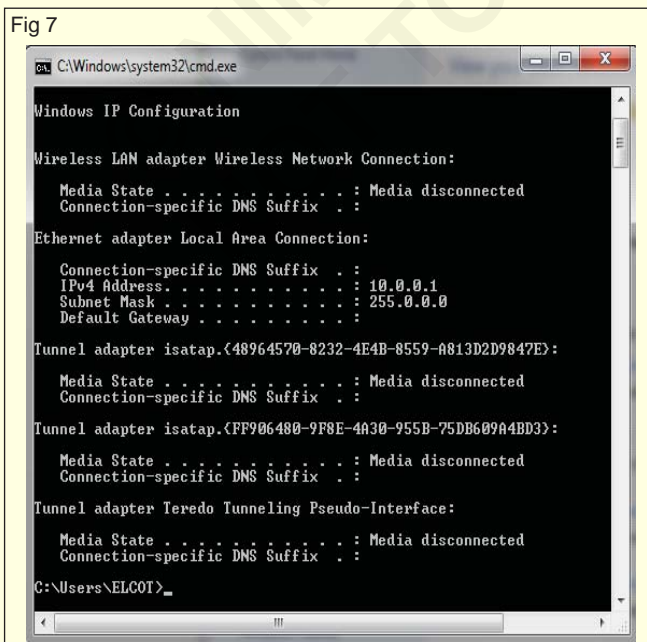 Fig 7
C:\Windows\system32\cmd.exe
Windows IP Configuration
Wireless LAN adapter Wireless Network Connection:
Media State . . . . . . . . . . . : Media disconnected
Connection-specific DNS Suffix . :
Ethernet adapter Local Area Connection:
Connection-specific DNS Suffix . :
IPv4 Address. . . . . . . . . . . : 10.0.0.1
Subnet Mask . . . . . . . . . . . : 255.0.0.0
Default Gateway . . . . . . . . . :
Tunnel adapter isatap.{48964570-8232-4E4B-8559-A813D2D9847E}:
Media State . . . . . . . . . . . : Media disconnected
Connection-specific DNS Suffix . :
Tunnel adapter isatap.{FF906480-9F8E-4A30-955B-75DB609A4BD3}:
Media State . . . . . . . . . . . : Media disconnected
Connection-specific DNS Suffix . :
Tunnel adapter Teredo Tunneling Pseudo-Interface:
Media State . . . . . . . . . . . : Media disconnected
Connection-specific DNS Suffix . :
C:\Users\ELCOT>_